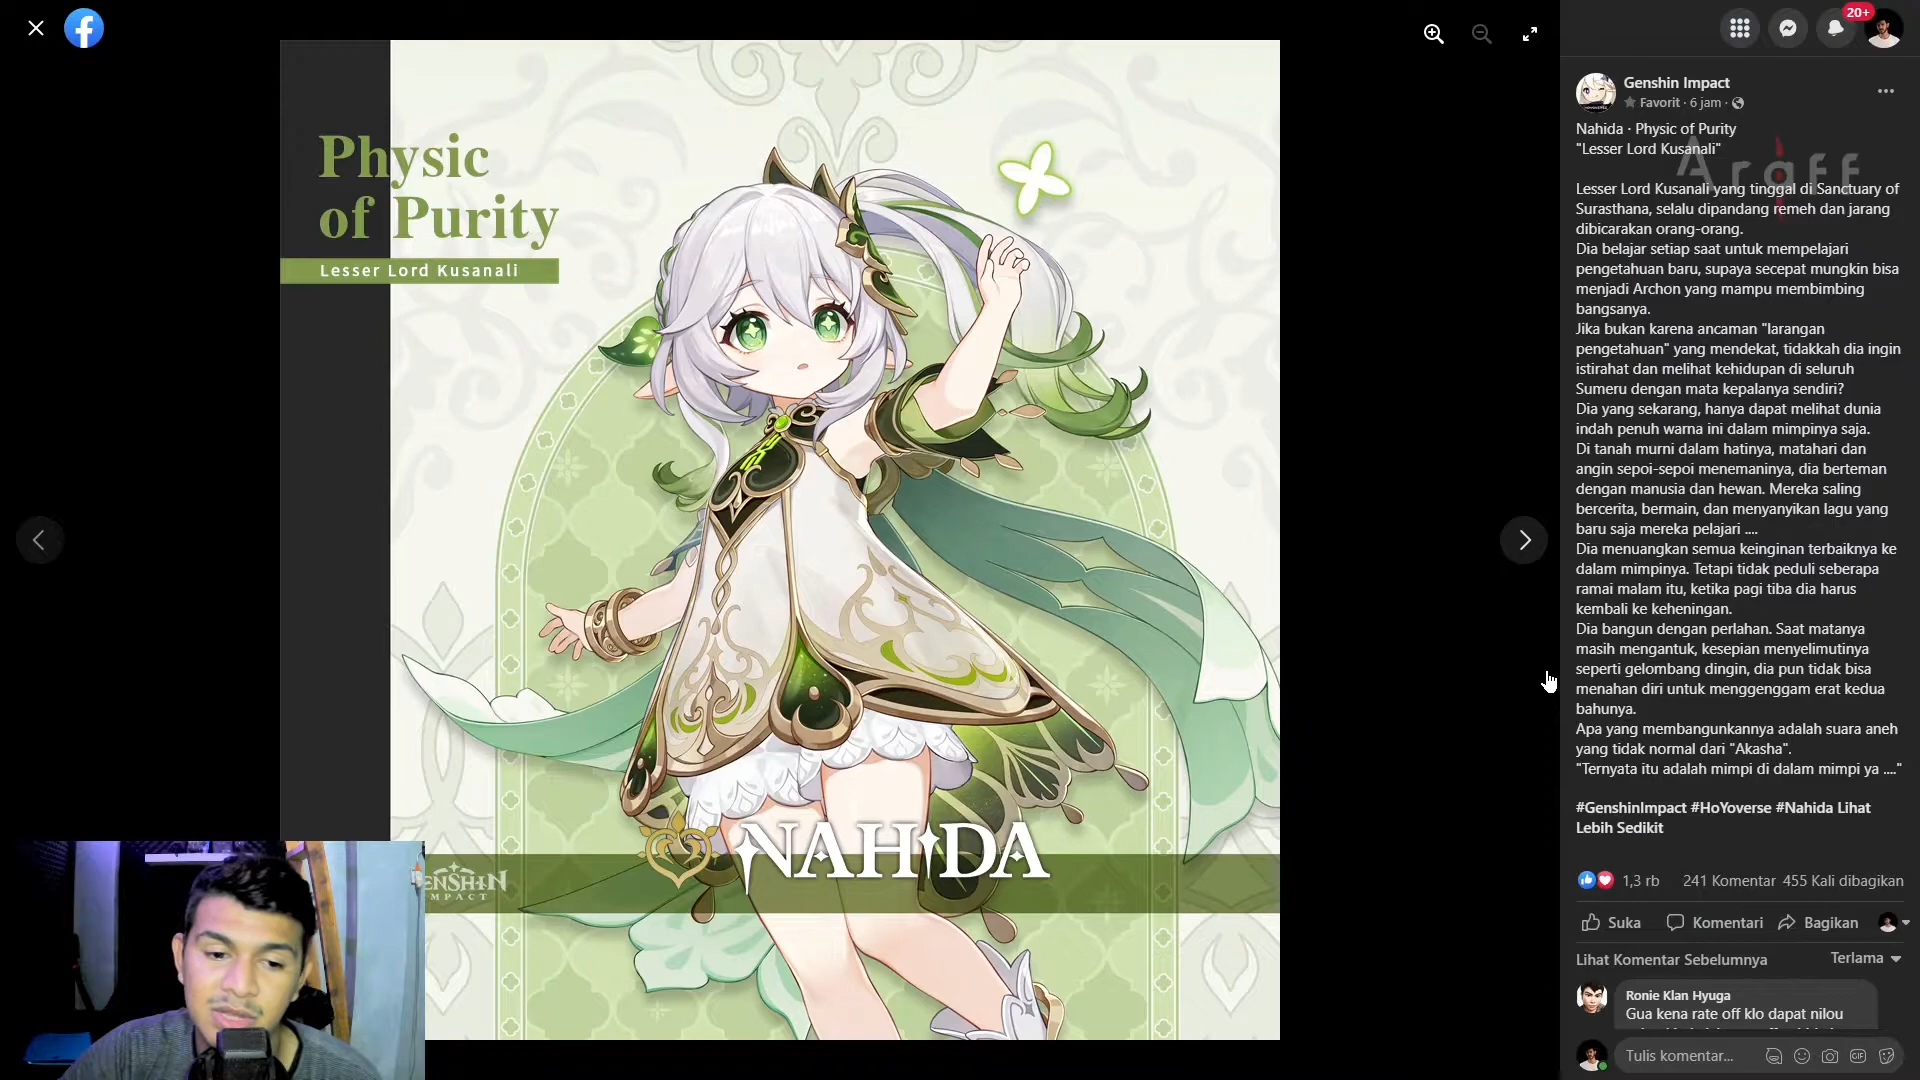 Physic
of Purity
Lesser Lord Kusanali
NAHIDA
GENSHIN
IMPACT
20+
Genshin Impact
Favorit · 6 jam ·
Nahida · Physic of Purity
"Lesser Lord Kusanali"
Araff
Lesser Lord Kusanali yang tinggal di Sanctuary of
Surasthana, selalu dipandang remeh dan jarang
dibicarakan orang-orang.
Dia belajar setiap saat untuk mempelajari
pengetahuan baru, supaya secepat mungkin bisa
menjadi Archon yang mampu membimbing
bangsanya.
Jika bukan karena ancaman "larangan
pengetahuan" yang mendekat, tidakkah dia ingin
istirahat dan melihat kehidupan di seluruh
Sumeru dengan mata kepalanya sendiri?
Dia yang sekarang, hanya dapat melihat dunia
indah penuh warna ini dalam mimpinya saja.
Di tanah murni dalam hatinya, matahari dan
angin sepoi-sepoi menemaninya, dia berteman
dengan manusia dan hewan. Mereka saling
bercerita, bermain, dan menyanyikan lagu yang
baru saja mereka pelajari ....
Dia menuangkan semua keinginan terbaiknya ke
dalam mimpinya. Tetapi tidak peduli seberapa
ramai malam itu, ketika pagi tiba dia harus
kembali ke keheningan.
Dia bangun dengan perlahan. Saat matanya
masih mengantuk, kesepian menyelimutinya
seperti gelombang dingin, dia pun tidak bisa
menahan diri untuk menggenggam erat kedua
bahunya.
Apa yang membangunkannya adalah suara aneh
yang tidak normal dari "Akasha".
"Ternyata itu adalah mimpi di dalam mimpi ya ...."
#GenshinImpact #HoYoverse #Nahida Lihat
Lebih Sedikit
1,3 rb 241 Komentar 455 Kali dibagikan
Suka Komentari Bagikan
Lihat Komentar Sebelumnya Terlama
Ronie Klan Hyuga
Gua kena rate off klo dapat nilou
Tulis komentar...
GIF